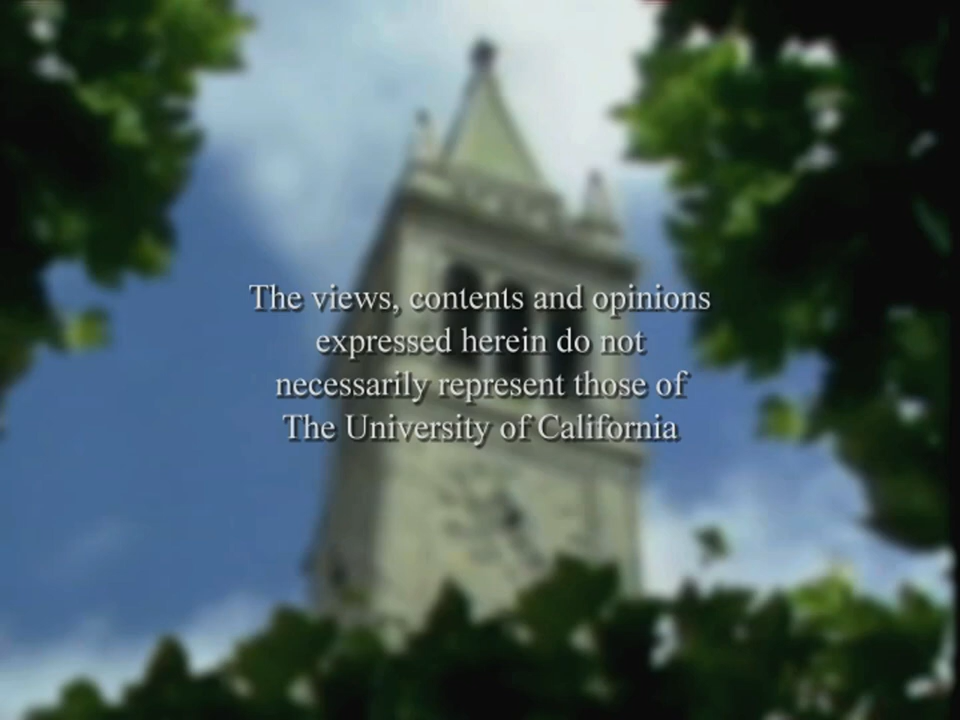 The views, contents and opinions
expressed herein do not
necessarily represent those of
The University of California